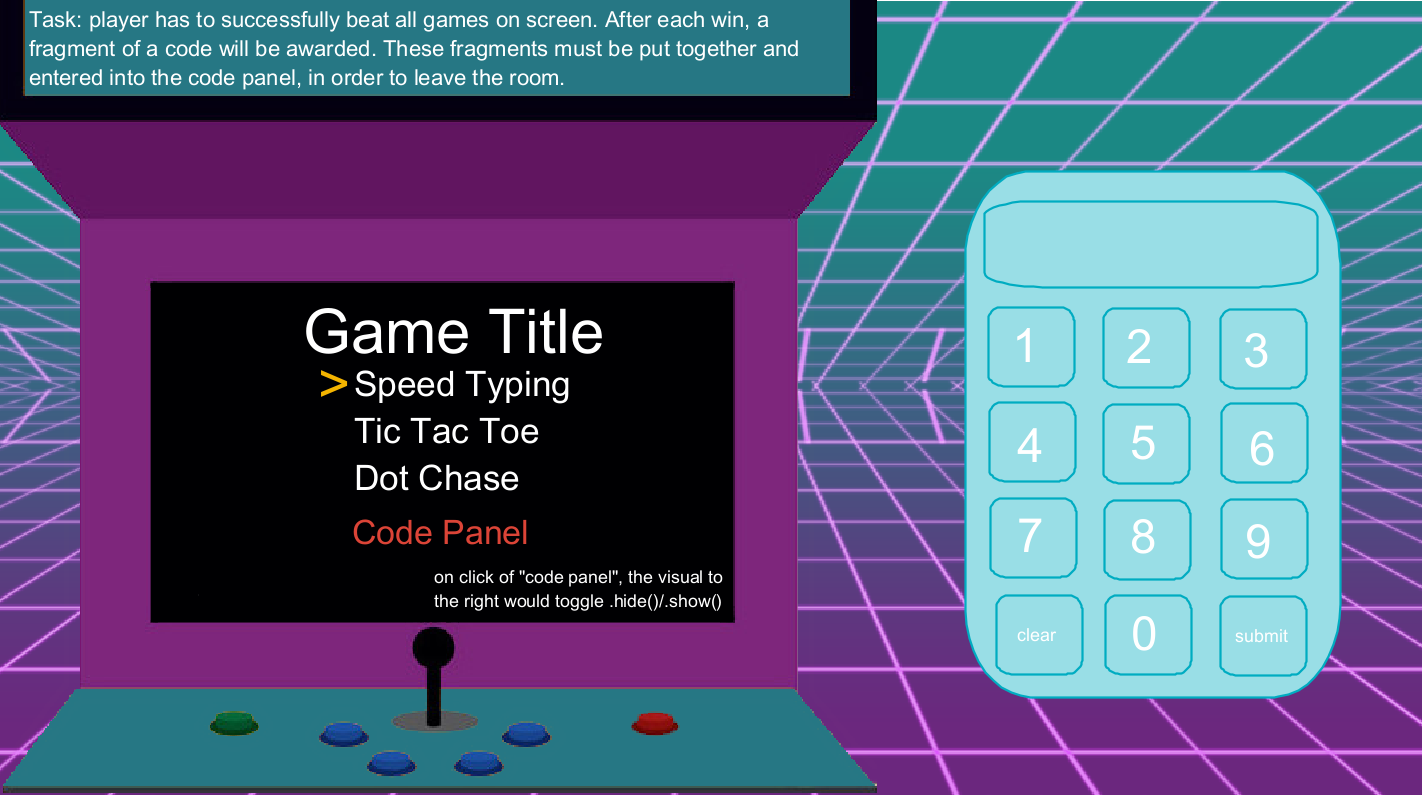 Task: player has to successfully beat all games on screen. After each win, a
fragment of a code will be awarded. These fragments must be put together and
entered into the code panel, in order to leave the room.
Game Title
> Speed Typing
Tic Tac Toe
Dot Chase
Code Panel
on click of "code panel", the visual to
the right would toggle .hide()/.show()
1 2 3
4 5 6
7 8 9
clear 0 submit